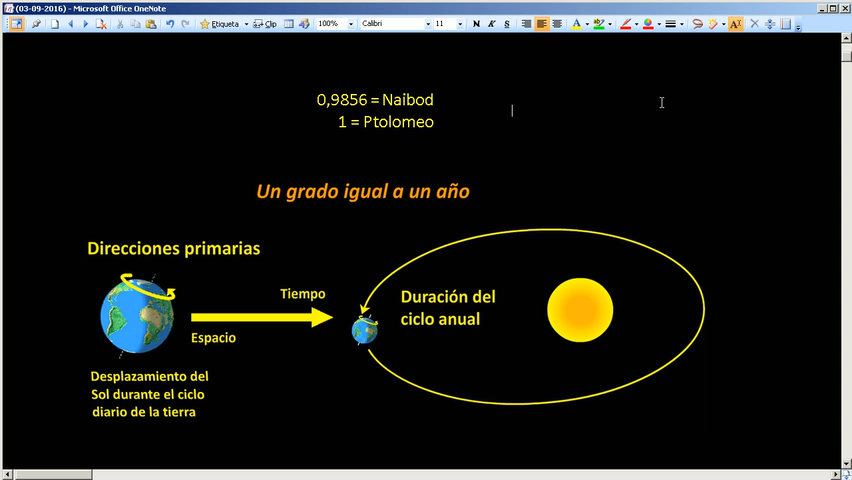 (03-09-2016) - Microsoft Office OneNote
Etiqueta
Clip
100%
Calibri
11
N
K
S
0,9856 = Naibod
1 = Ptolomeo
Un grado igual a un año
Direcciones primarias
Tiempo
Espacio
Duración del
ciclo anual
Desplazamiento del
Sol durante el ciclo
diario de la tierra